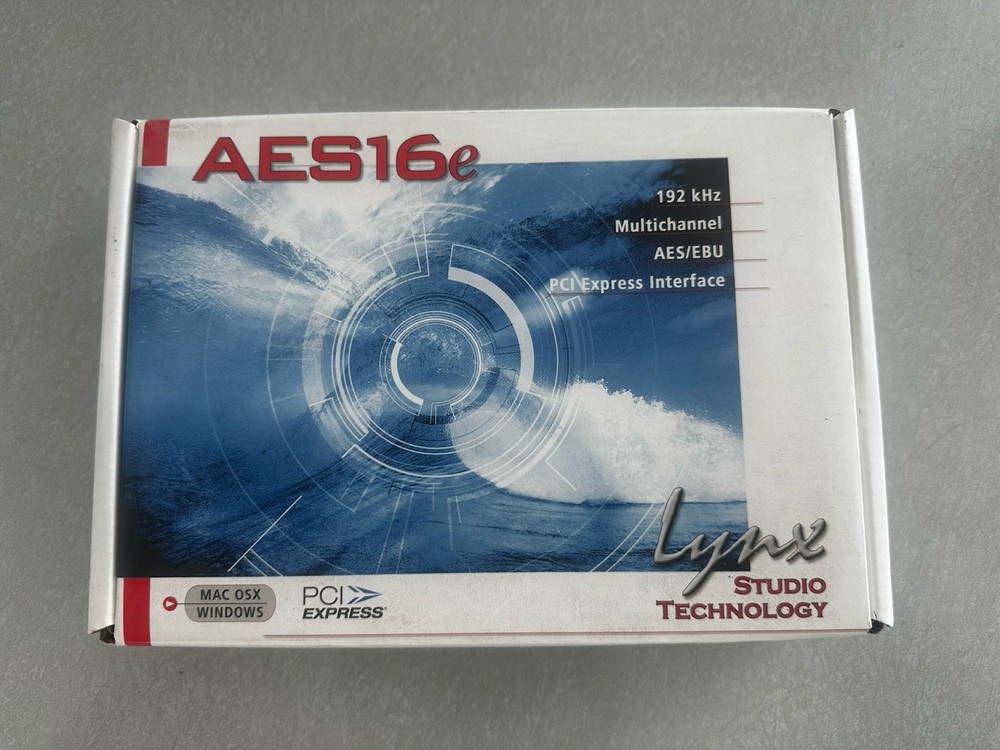 AES16e
192 kHz
Multichannel
AES/EBU
PCI Express Interface
Lynx
STUDIO
TECHNOLOGY
MAC OSX
WINDOWS
PCI
EXPRESS®